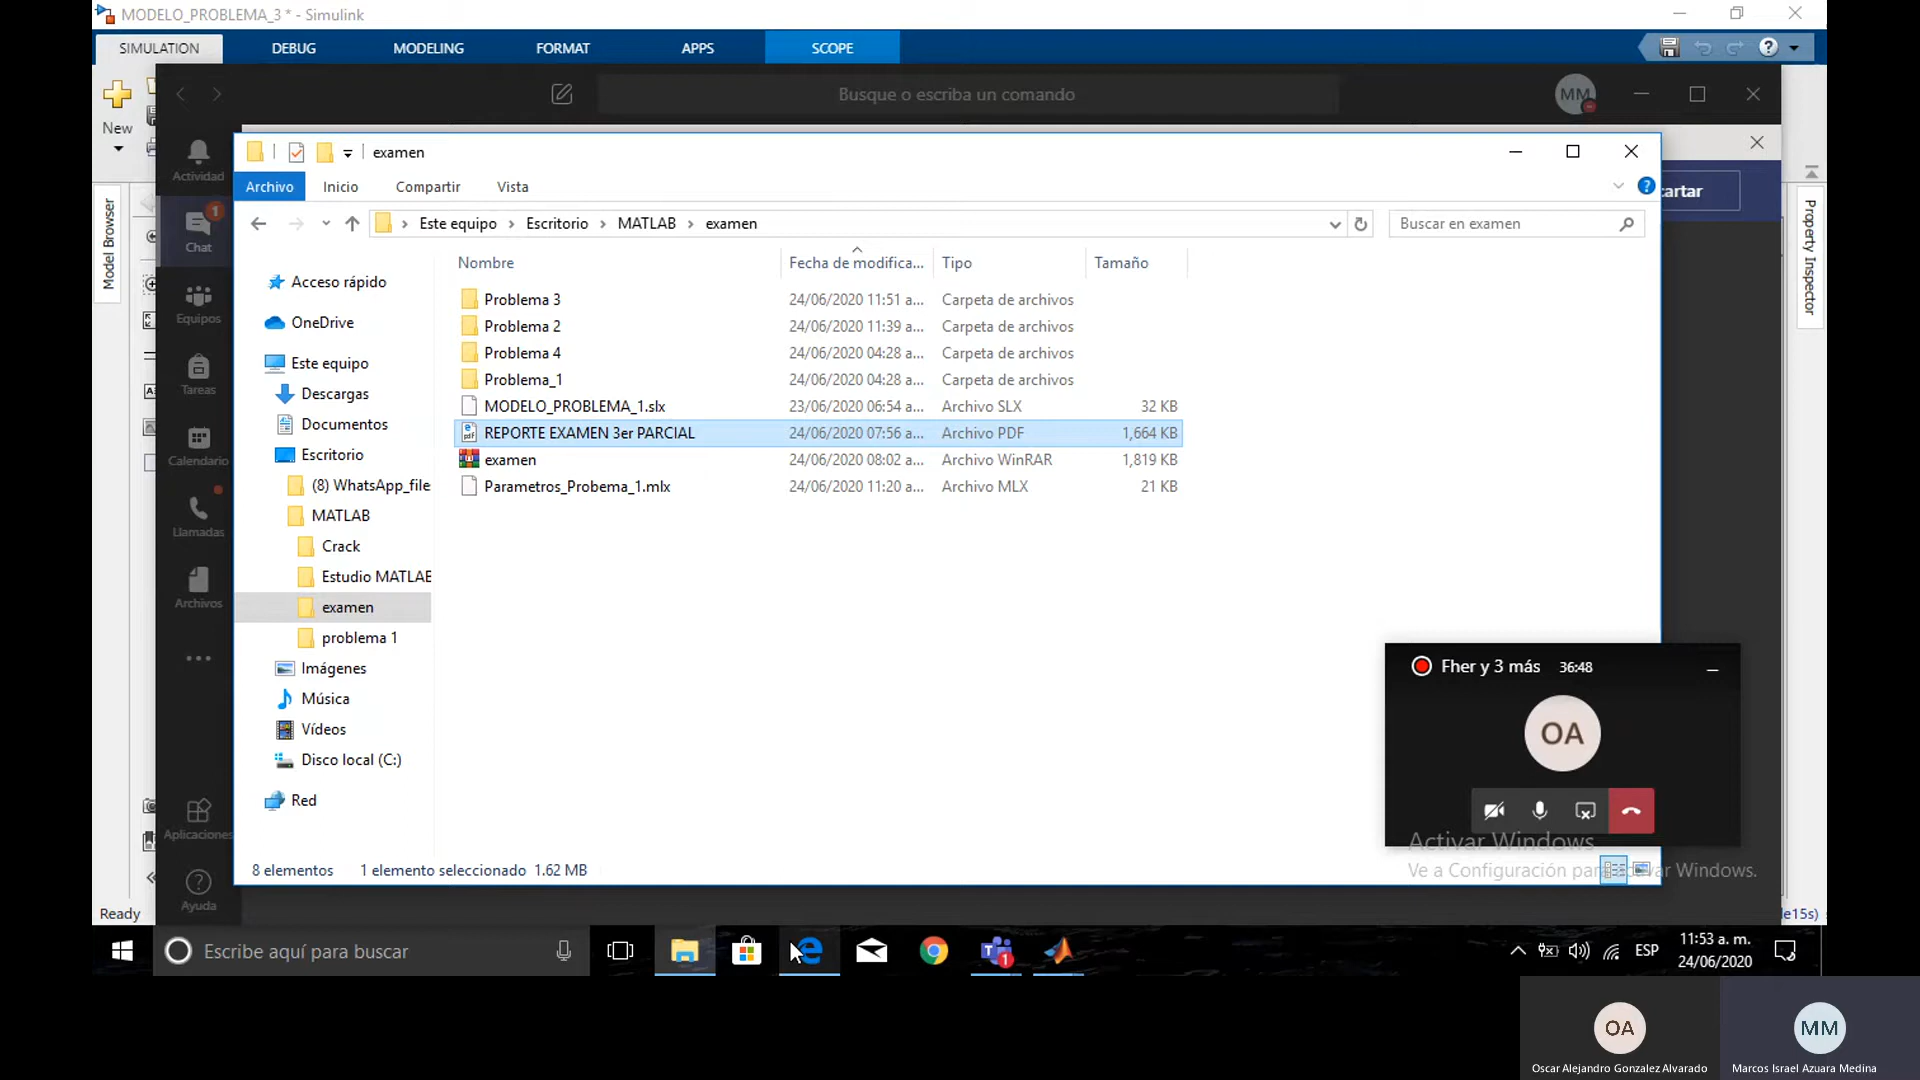 MODELO_PROBLEMA_3 * - Simulink
SIMULATION DEBUG MODELING FORMAT APPS SCOPE
Busque o escriba un comando
MM
New
examen
Actividad
Archivo Inicio Compartir Vista
cartar
Este equipo Escritorio MATLAB examen
Buscar en examen
Model Browser
Property Inspector
1
Chat
Equipos
Tareas
Calendario
Llamadas
Archivos
Aplicaciones
Ayuda
Acceso rápido
OneDrive
Este equipo
Descargas
Documentos
Escritorio
(8) WhatsApp_file
MATLAB
Crack
Estudio MATLAB
examen
problema 1
Imágenes
Música
Vídeos
Disco local (C:)
Red
Nombre Fecha de modifica... Tipo Tamaño
Problema 3 24/06/2020 11:51 a... Carpeta de archivos
Problema 2 24/06/2020 11:39 a... Carpeta de archivos
Problema 4 24/06/2020 04:28 a... Carpeta de archivos
Problema_1 24/06/2020 04:28 a... Carpeta de archivos
MODELO_PROBLEMA_1.slx 23/06/2020 06:54 a... Archivo SLX 32 KB
REPORTE EXAMEN 3er PARCIAL 24/06/2020 07:56 a... Archivo PDF 1,664 KB
examen 24/06/2020 08:02 a... Archivo WinRAR 1,819 KB
Parametros_Probema_1.mlx 24/06/2020 11:20 a... Archivo MLX 21 KB
Fher y 3 más 36:48
OA
Activar Windows
Ve a Configuración para activar Windows.
8 elementos 1 elemento seleccionado 1.62 MB
Ready
de15s)
Escribe aquí para buscar
1
ESP
11:53 a. m.
24/06/2020
OA
Oscar Alejandro Gonzalez Alvarado
MM
Marcos Israel Azuara Medina